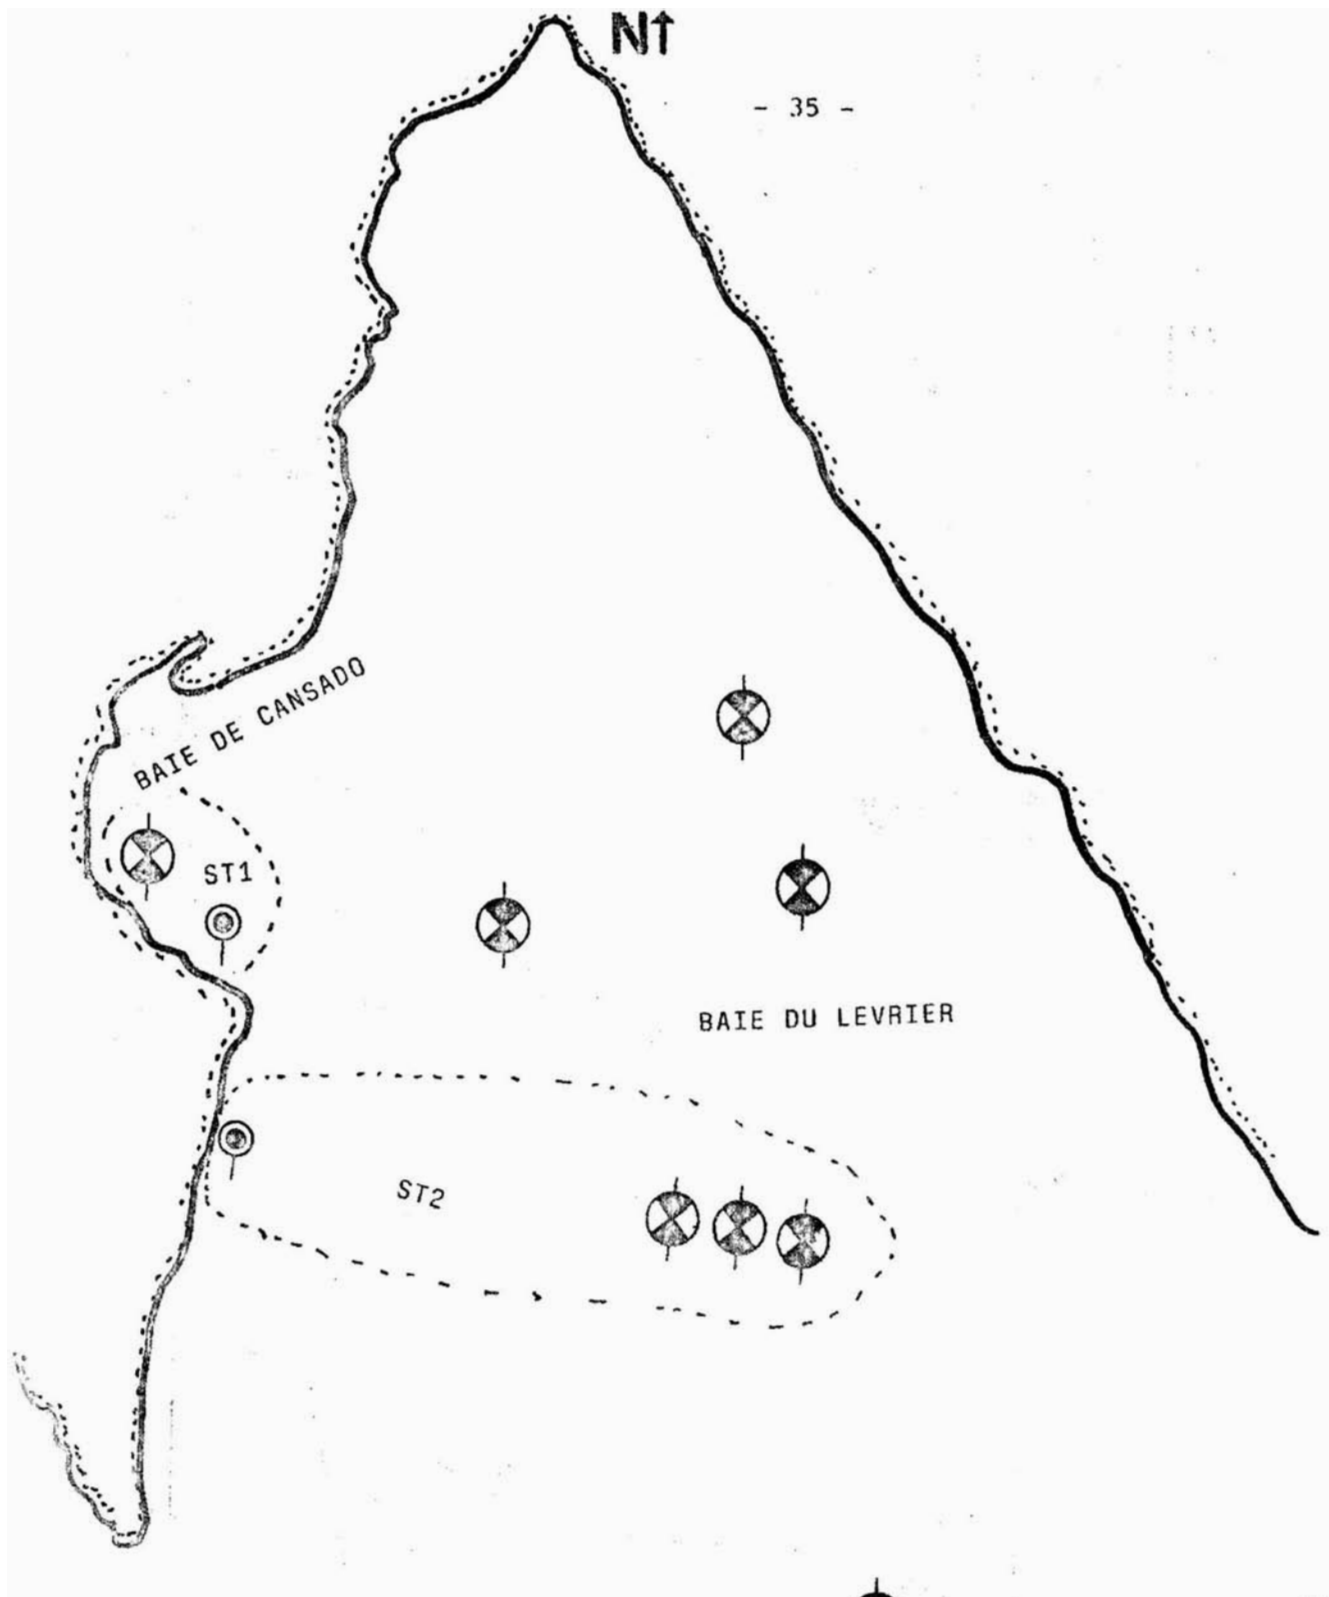 N↑
- 35 -
BAIE DE CANSADO
ST1
BAIE DU LEVRIER
ST2